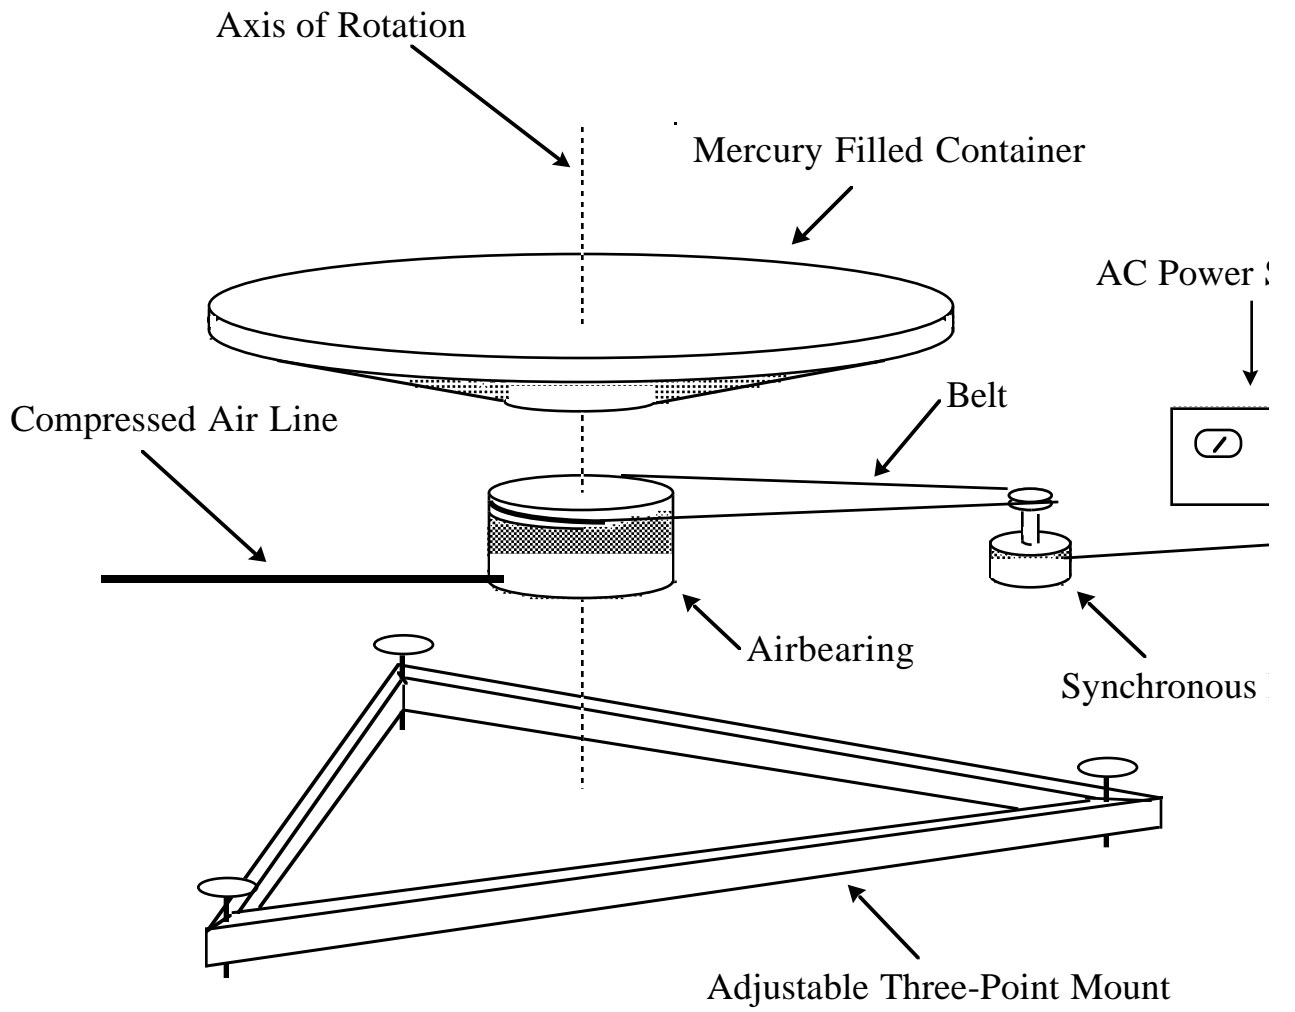 Axis of Rotation
Mercury Filled Container
AC Power
Belt
Compressed Air Line
Airbearing
Synchronous
Adjustable Three-Point Mount